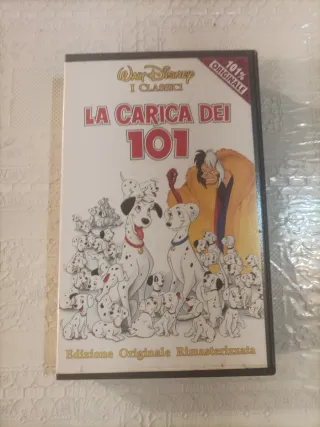 Walt Disney
I CLASSICI
101%
ORIGINALE
LA CARICA DEI
101
Edizione Originale Rimasterizzata